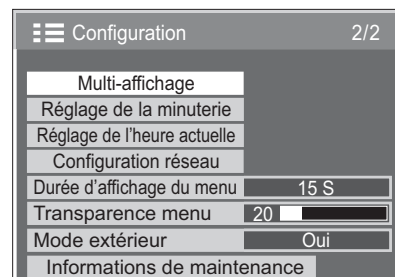 Configuration 2/2
Multi-affichage
Réglage de la minuterie
Réglage de l'heure actuelle
Configuration réseau
Durée d'affichage du menu 15 S
Transparence menu 20
Mode extérieur Oui
Informations de maintenance